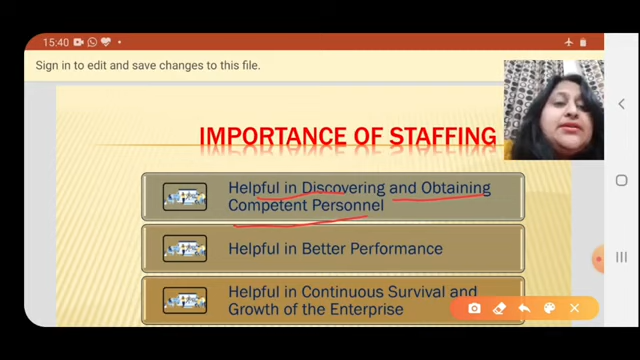 15:40
Sign in to edit and save changes to this file.
IMPORTANCE OF STAFFING
Helpful in Discovering and Obtaining
Competent Personnel
Helpful in Better Performance
Helpful in Continuous Survival and
Growth of the Enterprise